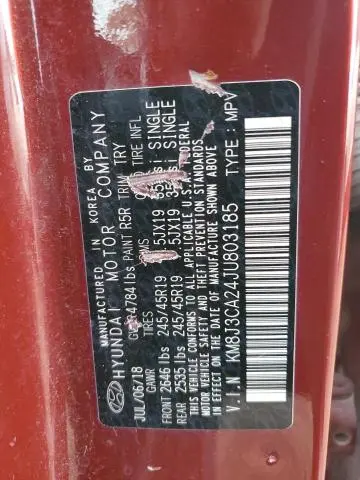 MANUFACTURED IN KOREA BY
HYUNDAI MOTOR COMPANY
JUL/06/18 4784 lbs PAINT R5R TRIM TRY
GAWR TIRES TIRE INFL
FRONT 2646 lbs 245/45R19 5JX19 SINGLE
REAR 2535 lbs 245/45R19 5JX19 SINGLE
THIS VEHICLE CONFORMS TO ALL APPLICABLE U.S. FEDERAL
MOTOR VEHICLE SAFETY AND THEFT PREVENTION STANDARDS
IN EFFECT ON THE DATE OF MANUFACTURE SHOWN ABOVE
V.I.N : KM8J3CA24JU803185 TYPE : MPV